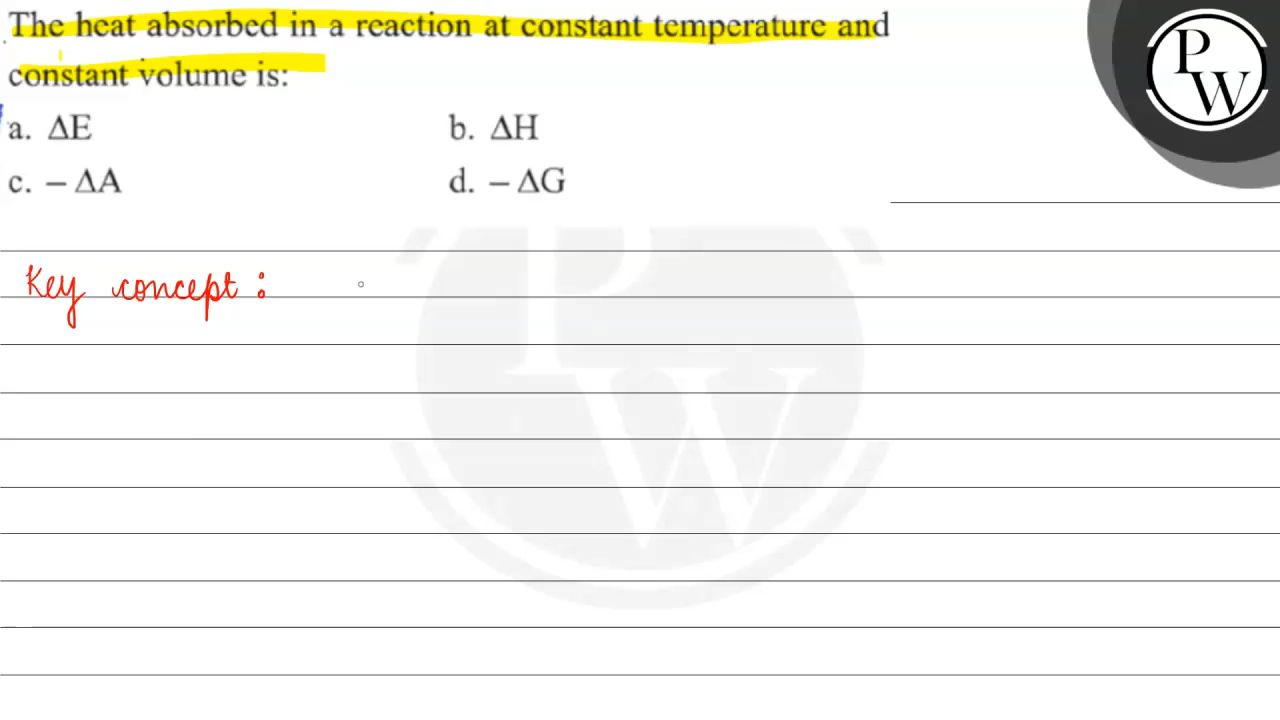 The heat absorbed in a reaction at constant temperature and
constant volume is:
a. ΔE b. ΔH
c. – ΔA d. – ΔG
Key concept :
PW
PW